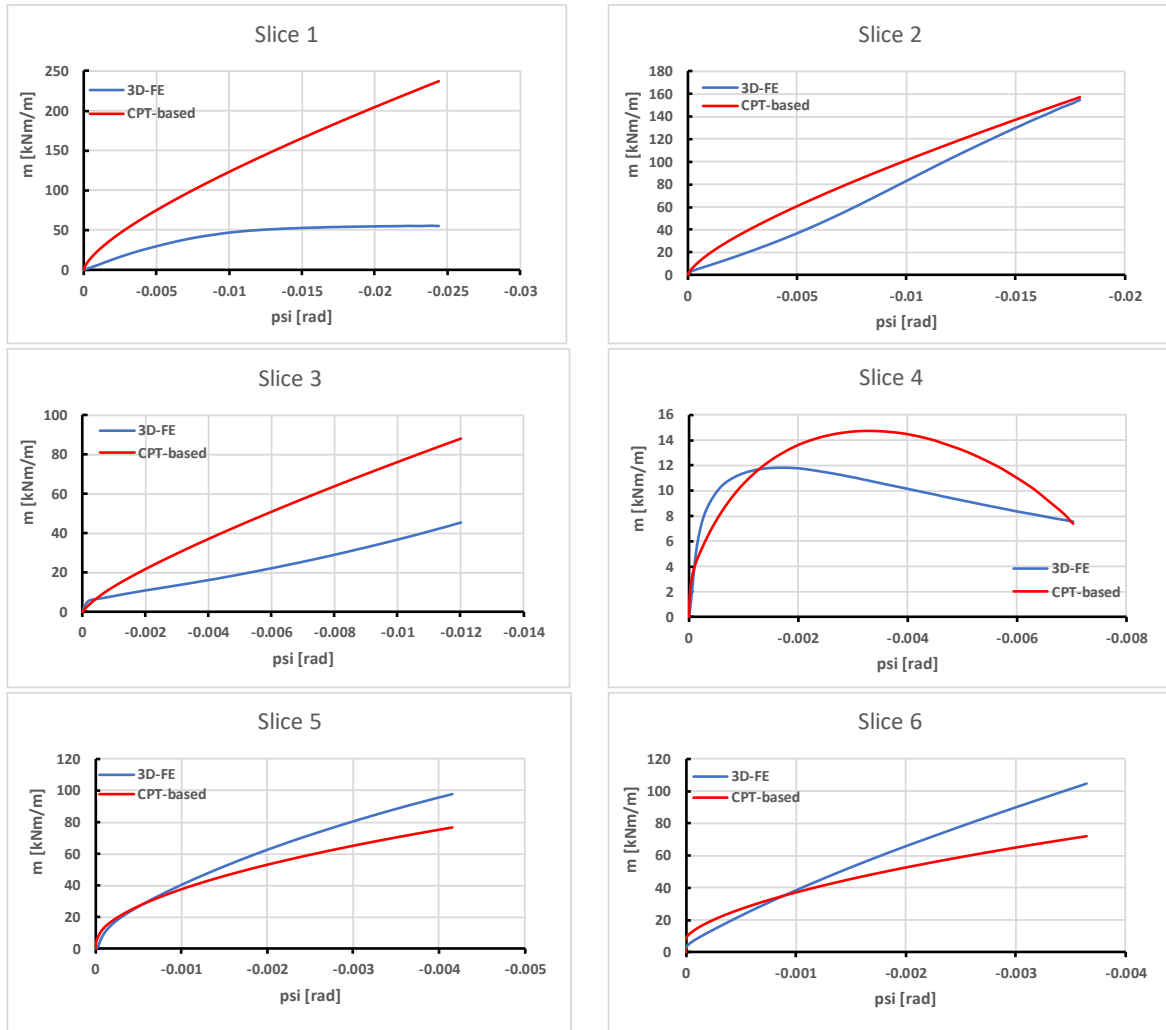 Slice 1
3D-FE
CPT-based
m [kNm/m]
250
200
150
100
50
0
0 -0.005 -0.01 -0.015 -0.02 -0.025 -0.03
psi [rad]
Slice 2
3D-FE
CPT-based
m [kNm/m]
180
160
140
120
100
80
60
40
20
0
0 -0.005 -0.01 -0.015 -0.02
psi [rad]
Slice 3
3D-FE
CPT-based
m [kNm/m]
100
80
60
40
20
0
0 -0.002 -0.004 -0.006 -0.008 -0.01 -0.012 -0.014
psi [rad]
Slice 4
m [kNm/m]
16
14
12
10
8
6
4
2
0
3D-FE
CPT-based
0 -0.002 -0.004 -0.006 -0.008
psi [rad]
Slice 5
3D-FE
CPT-based
m [kNm/m]
120
100
80
60
40
20
0
0 -0.001 -0.002 -0.003 -0.004 -0.005
psi [rad]
Slice 6
3D-FE
CPT-based
m [kNm/m]
120
100
80
60
40
20
0
0 -0.001 -0.002 -0.003 -0.004
psi [rad]